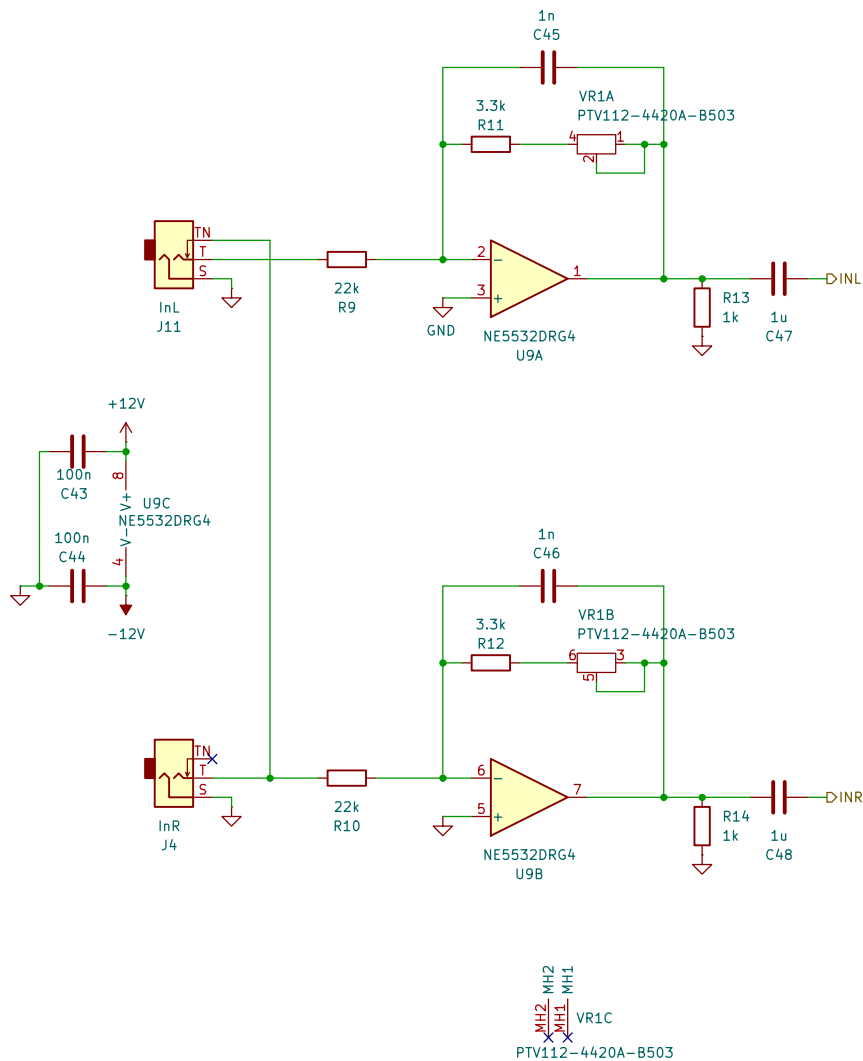 1n
C45
3.3k
R11
VR1A
PTV112-4420A-B503
4
1
2
TN
T
S
InL
J11
22k
R9
2
3
1
GND
NE5532DRG4
U9A
R13
1k
1u
C47
INL
+12V
100n
C43
8
V+
U9C
NE5532DRG4
V-
4
100n
C44
-12V
1n
C46
3.3k
R12
VR1B
PTV112-4420A-B503
6
3
5
TN
T
S
InR
J4
22k
R10
6
5
7
NE5532DRG4
U9B
R14
1k
1u
C48
INR
MH2
MH1
MH2
MH1
VR1C
PTV112-4420A-B503